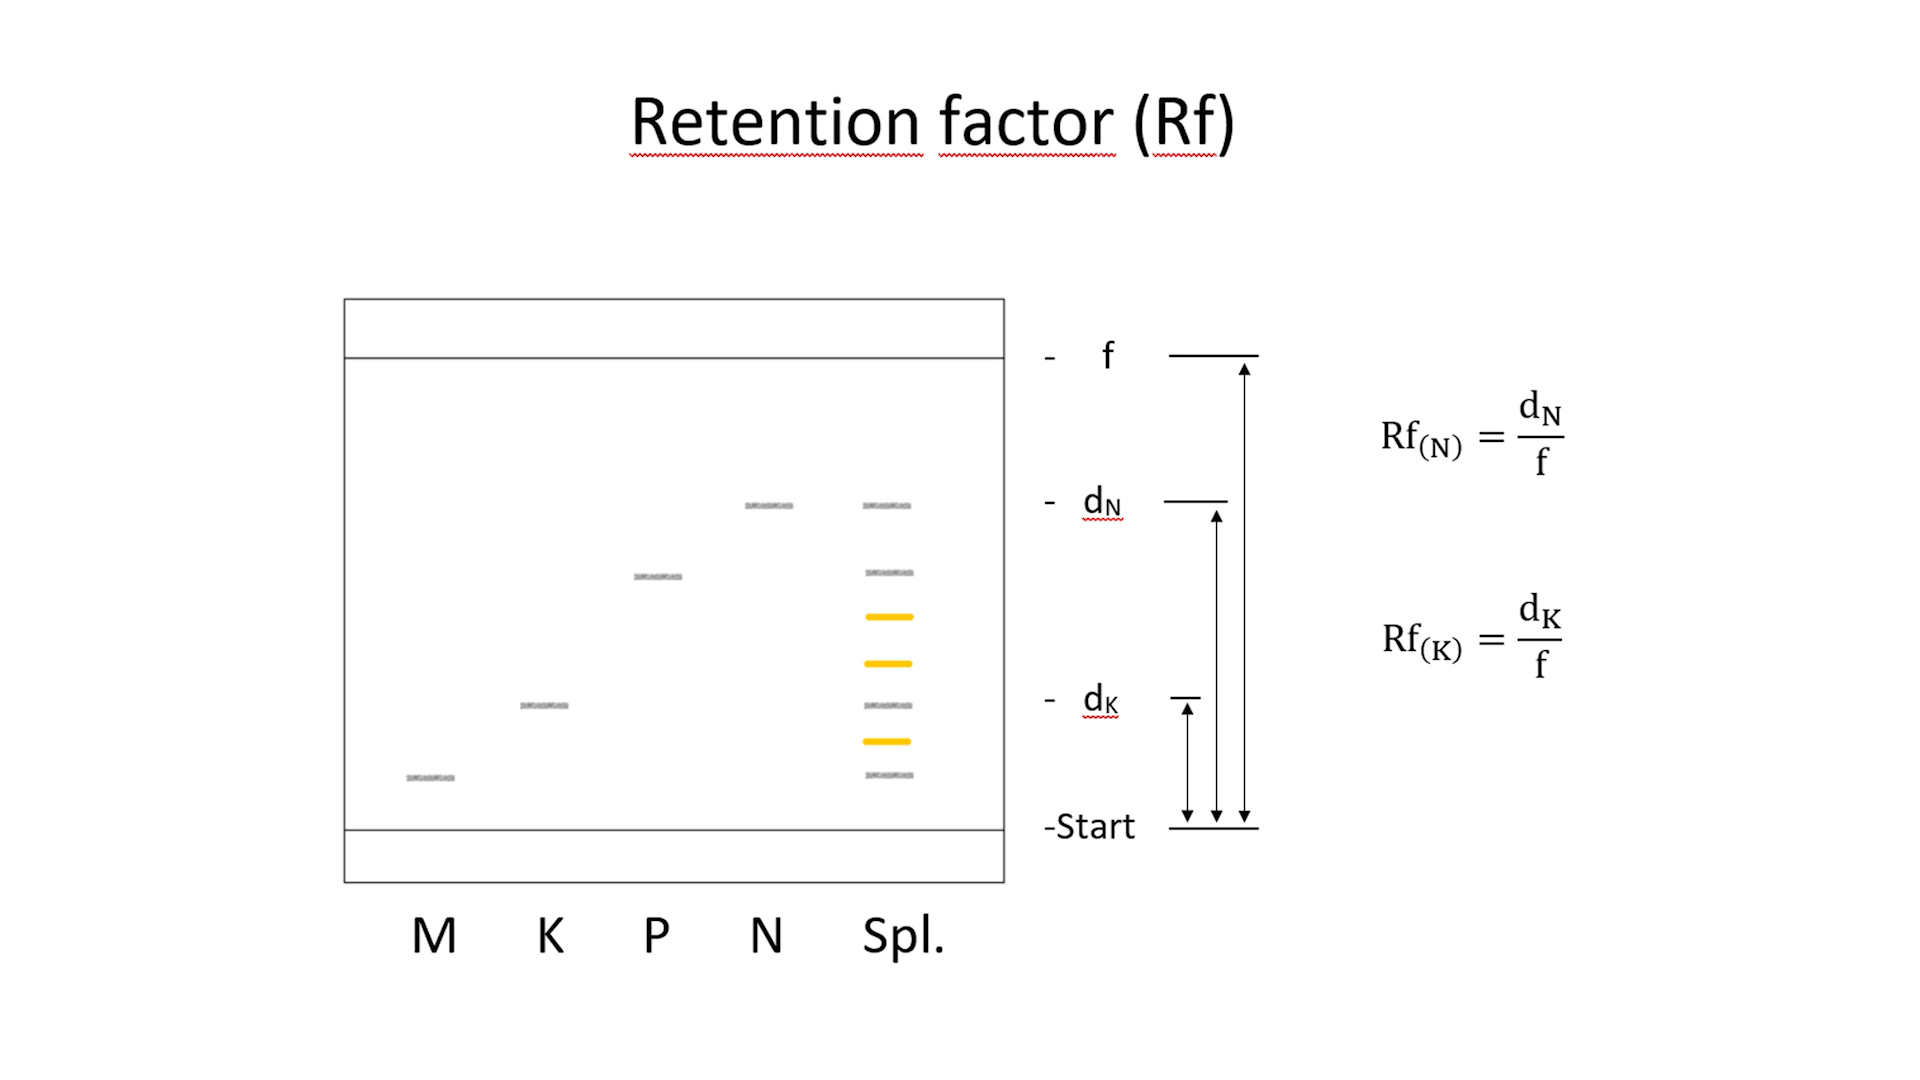 Retention factor (Rf)
- f
- dN
- dK
-Start
Rf(N) = dN/f
Rf(K) = dK/f
M K P N Spl.